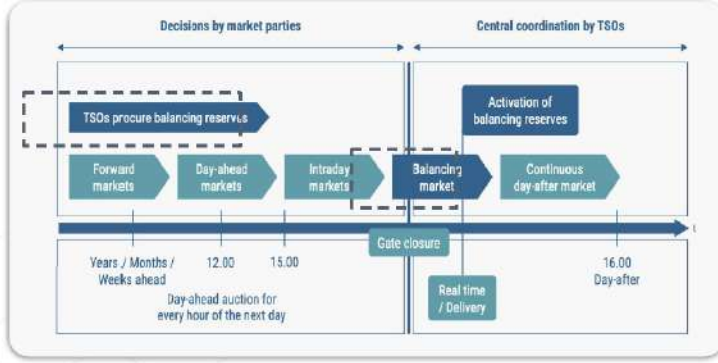 Decisions by market parties
Central coordination by TSOs
TSOs procure balancing reserves
Activation of
balancing reserves
Forward
markets
Day-ahead
markets
Intraday
markets
Balancing
market
Continuous
day-after market
t
Gate closure
Years / Months /
Weeks ahead
12.00
15.00
16.00
Day-after
Day-ahead auction for
every hour of the next day
Real time
/ Delivery